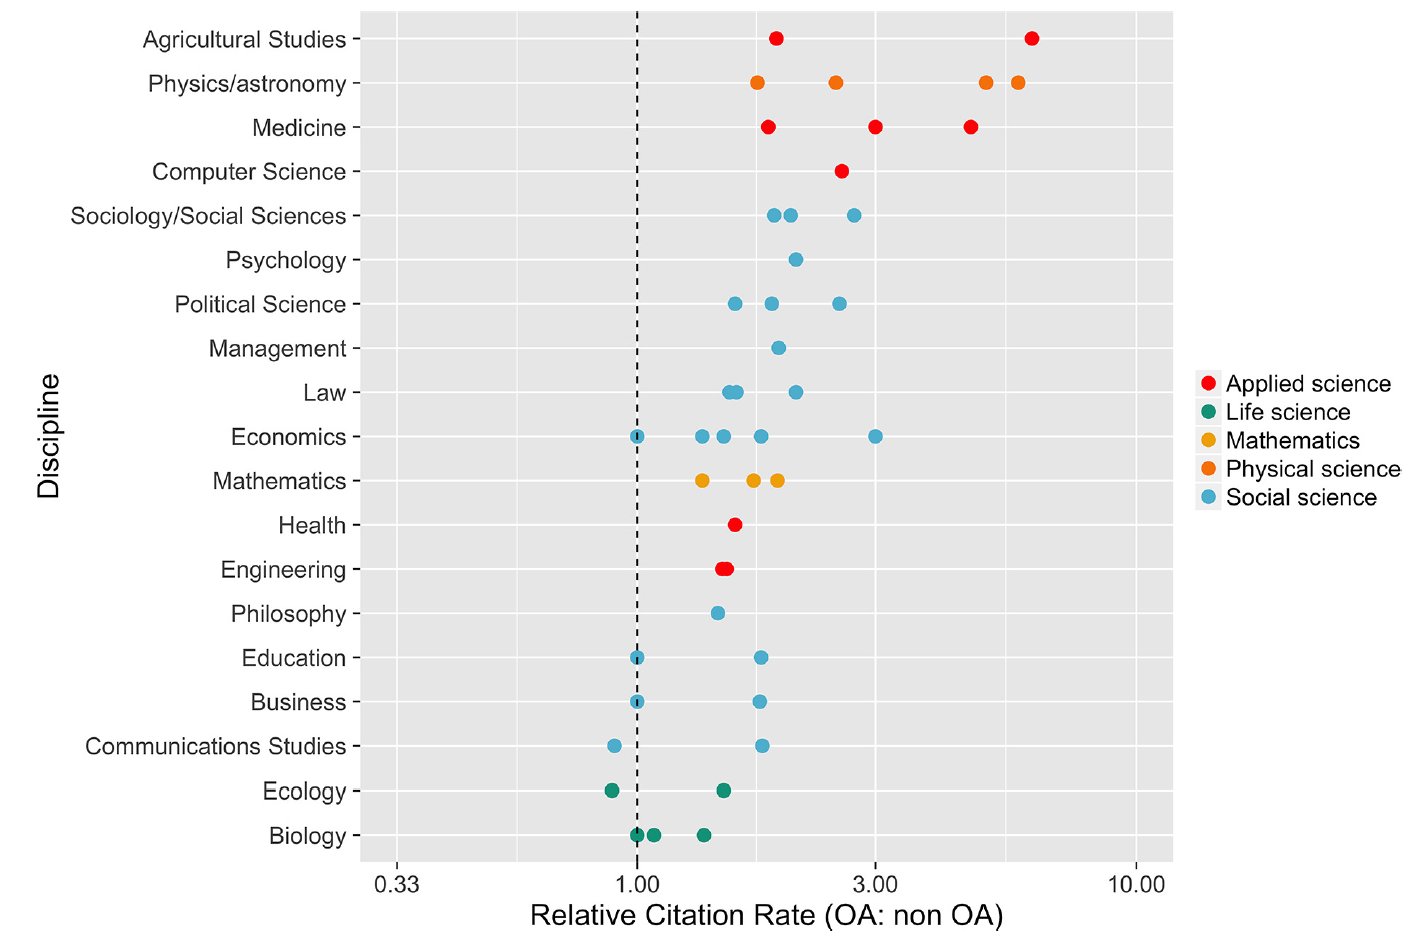 Agricultural Studies
Physics/astronomy
Medicine
Computer Science
Sociology/Social Sciences
Psychology
Political Science
Management
Law
Economics
Mathematics
Health
Engineering
Philosophy
Education
Business
Communications Studies
Ecology
Biology
Discipline
0.33 1.00 3.00 10.00
Relative Citation Rate (OA: non OA)
Applied science
Life science
Mathematics
Physical science
Social science